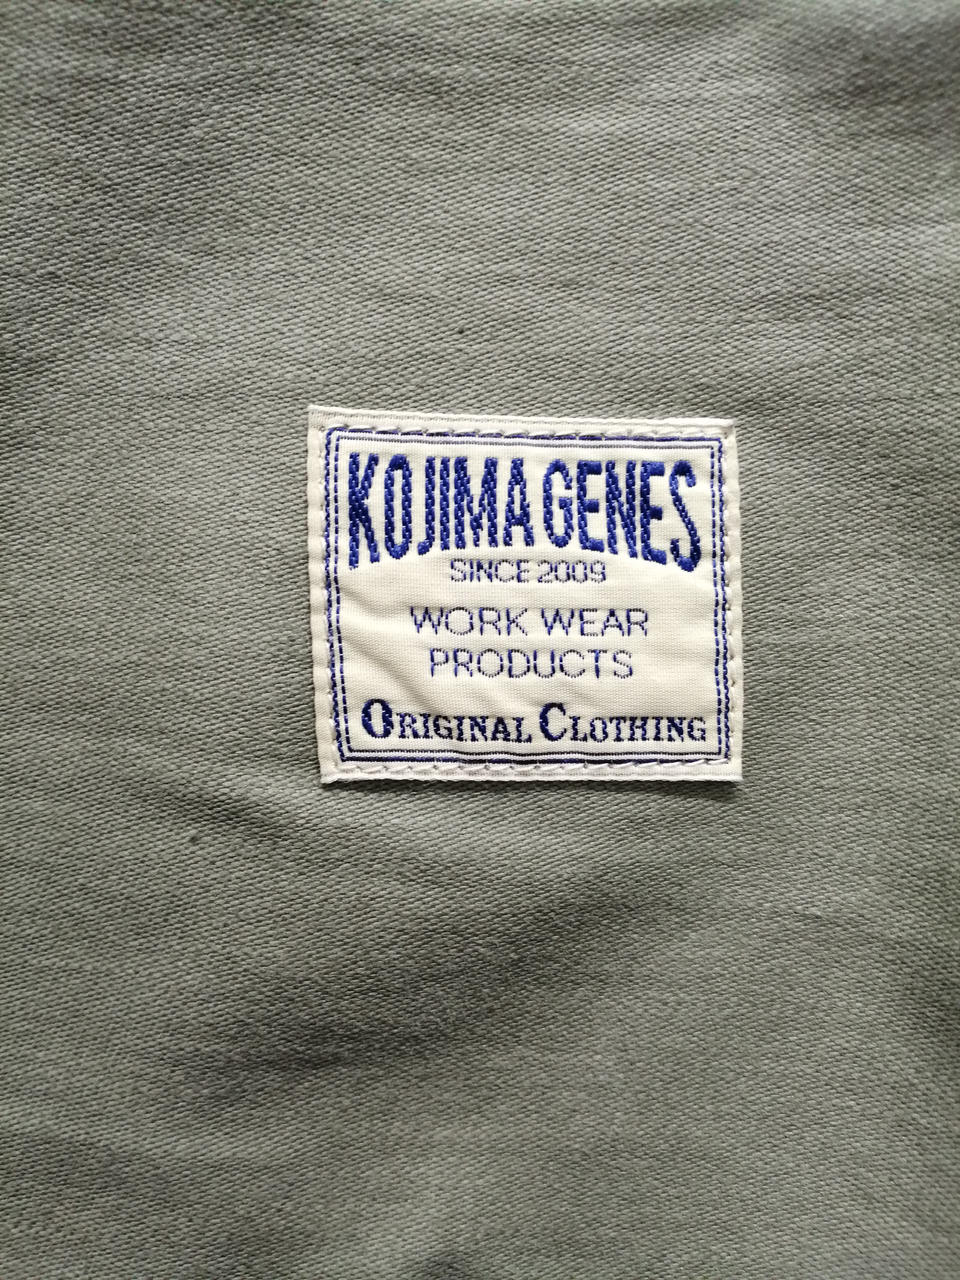 KOJIMA GENES
SINCE 2009
WORK WEAR
PRODUCTS
ORIGINAL CLOTHING